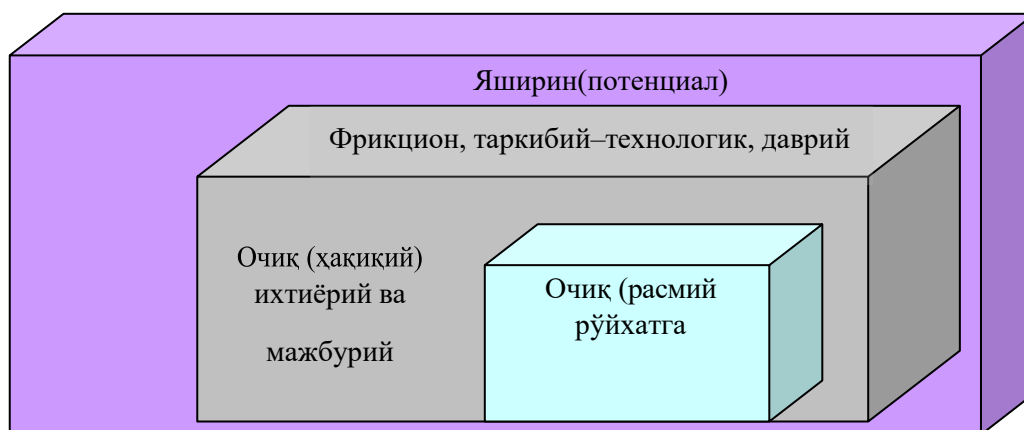 Яширин(потенциал)
Фрикцион, таркибий–технологик, даврий
Очиқ (ҳақиқий)
ихтиёрий ва
мажбурий
Очиқ (расмий
рўйхатга